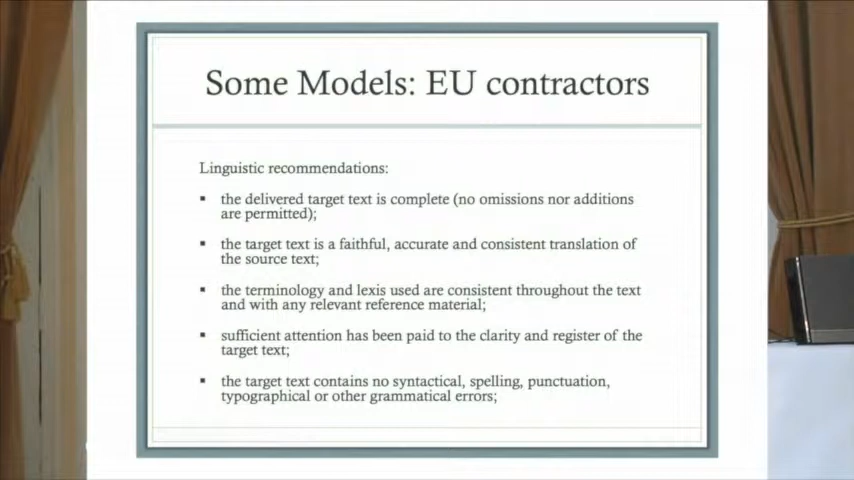 Some Models: EU contractors
Linguistic recommendations:
▪ the delivered target text is complete (no omissions nor additions
are permitted);
▪ the target text is a faithful, accurate and consistent translation of
the source text;
▪ the terminology and lexis used are consistent throughout the text
and with any relevant reference material;
▪ sufficient attention has been paid to the clarity and register of the
target text;
▪ the target text contains no syntactical, spelling, punctuation,
typographical or other grammatical errors;